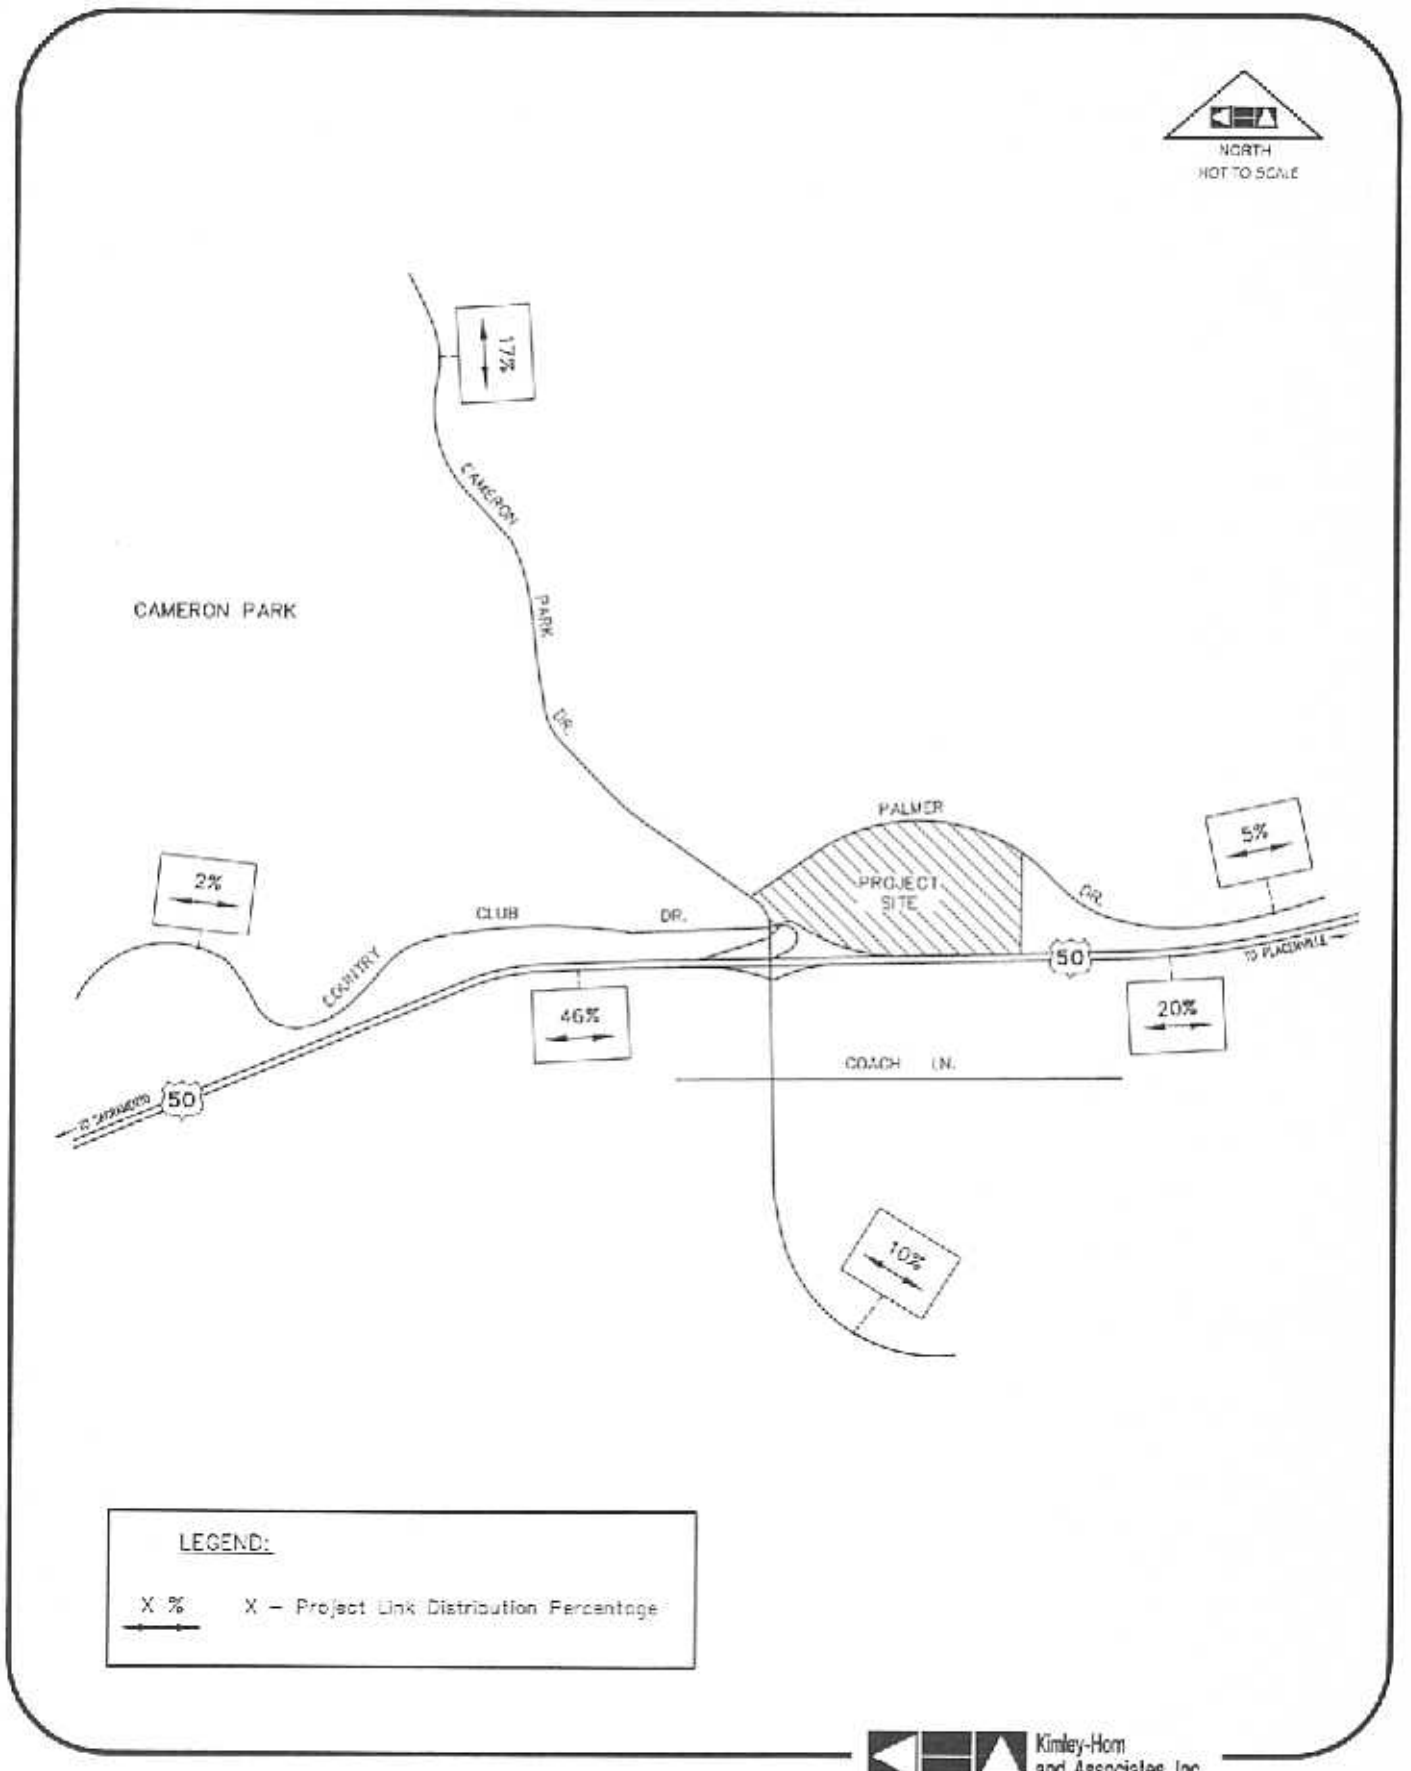 NORTH
NOT TO SCALE
17%
CAMERON
PARK
DR.
CAMERON PARK
PALMER
DR.
5%
2%
PROJECT
SITE
CLUB
DR.
COUNTRY
50
TO PLACERVILLE
46%
20%
COACH LN.
TO SACRAMENTO
50
10%
LEGEND:
X %
X - Project Link Distribution Percentage
Kimley-Horn
and Associates, Inc.